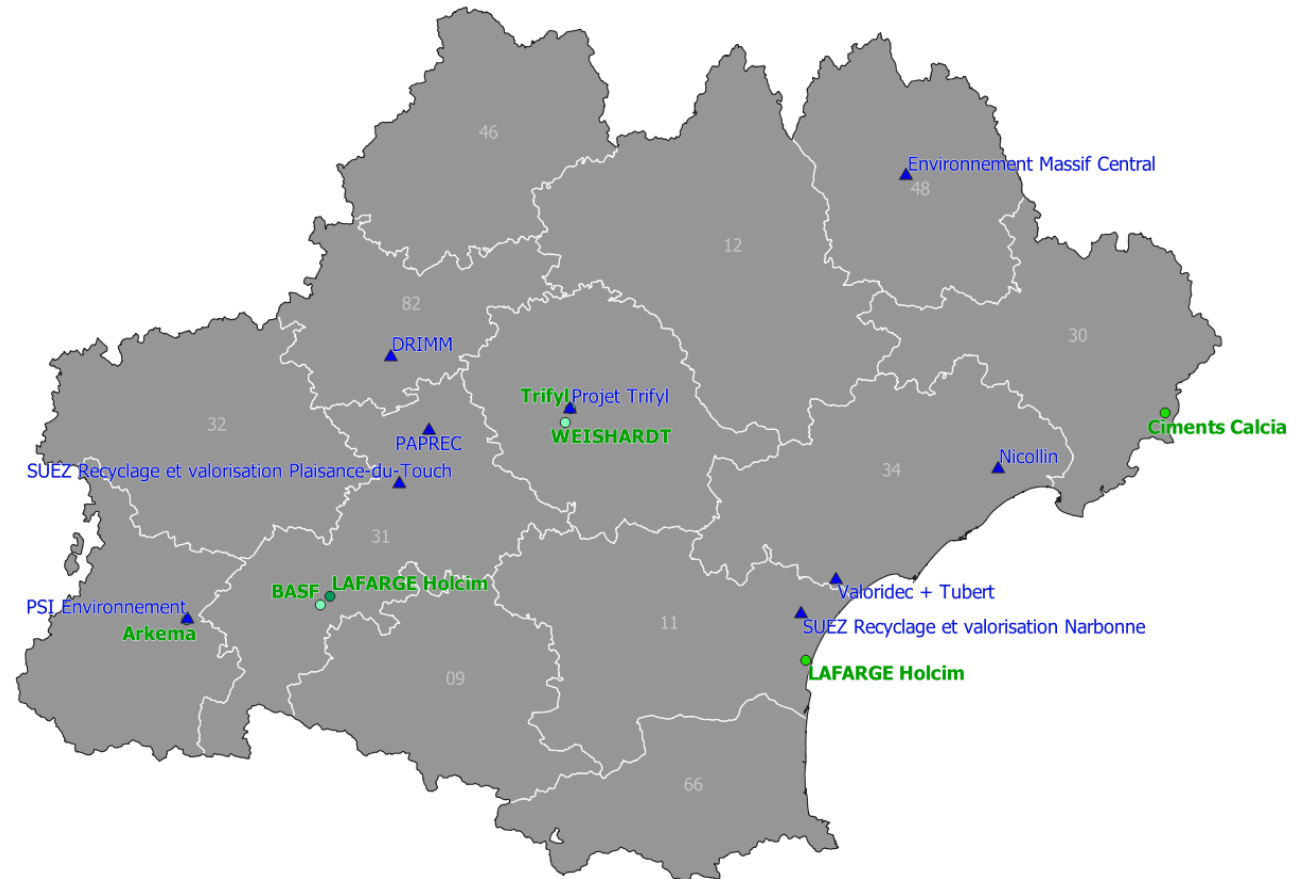 46
Environnement Massif Central
48
12
82
30
DRIMM
Trifyl
Projet Trifyl
32
Ciments Calcia
PAPREC
WEISHARDT
Nicollin
SUEZ Recyclage et valorisation Plaisance-du-Touch
34
31
BASF
LAFARGE Holcim
Valoridec + Tubert
PSI Environnement
Arkema
11
SUEZ Recyclage et valorisation Narbonne
LAFARGE Holcim
09
66